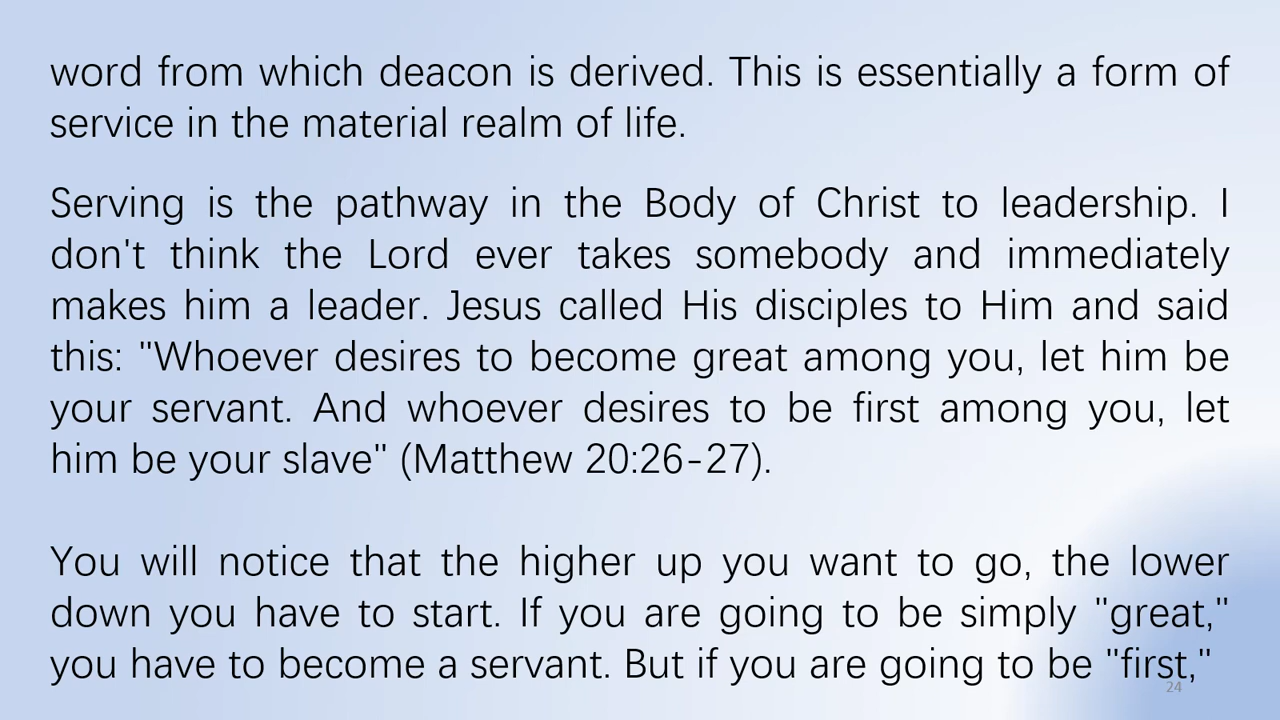 word from which deacon is derived. This is essentially a form of
service in the material realm of life.
Serving is the pathway in the Body of Christ to leadership. I
don't think the Lord ever takes somebody and immediately
makes him a leader. Jesus called His disciples to Him and said
this: "Whoever desires to become great among you, let him be
your servant. And whoever desires to be first among you, let
him be your slave" (Matthew 20:26-27).
You will notice that the higher up you want to go, the lower
down you have to start. If you are going to be simply "great,"
you have to become a servant. But if you are going to be "first,"
24